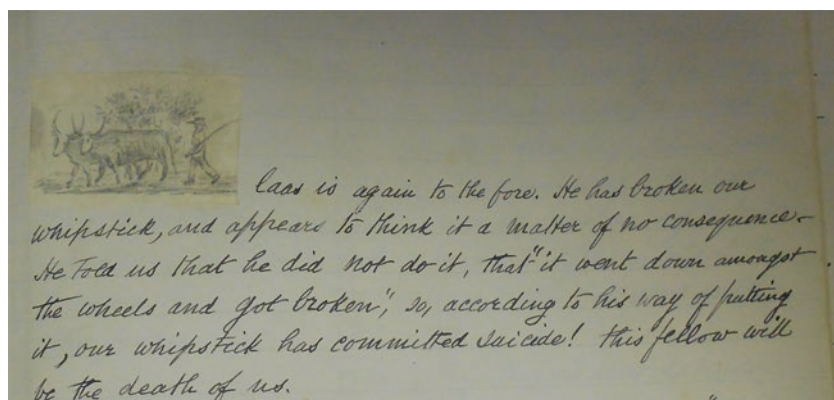 laas is again to the fore. He has broken our
whipstick, and appears to think it a matter of no consequence.
He told us that he did not do it, that "it went down amongst
the wheels and got broken", so, according to his way of putting
it, our whipstick has committed suicide! This fellow will
be the death of us.